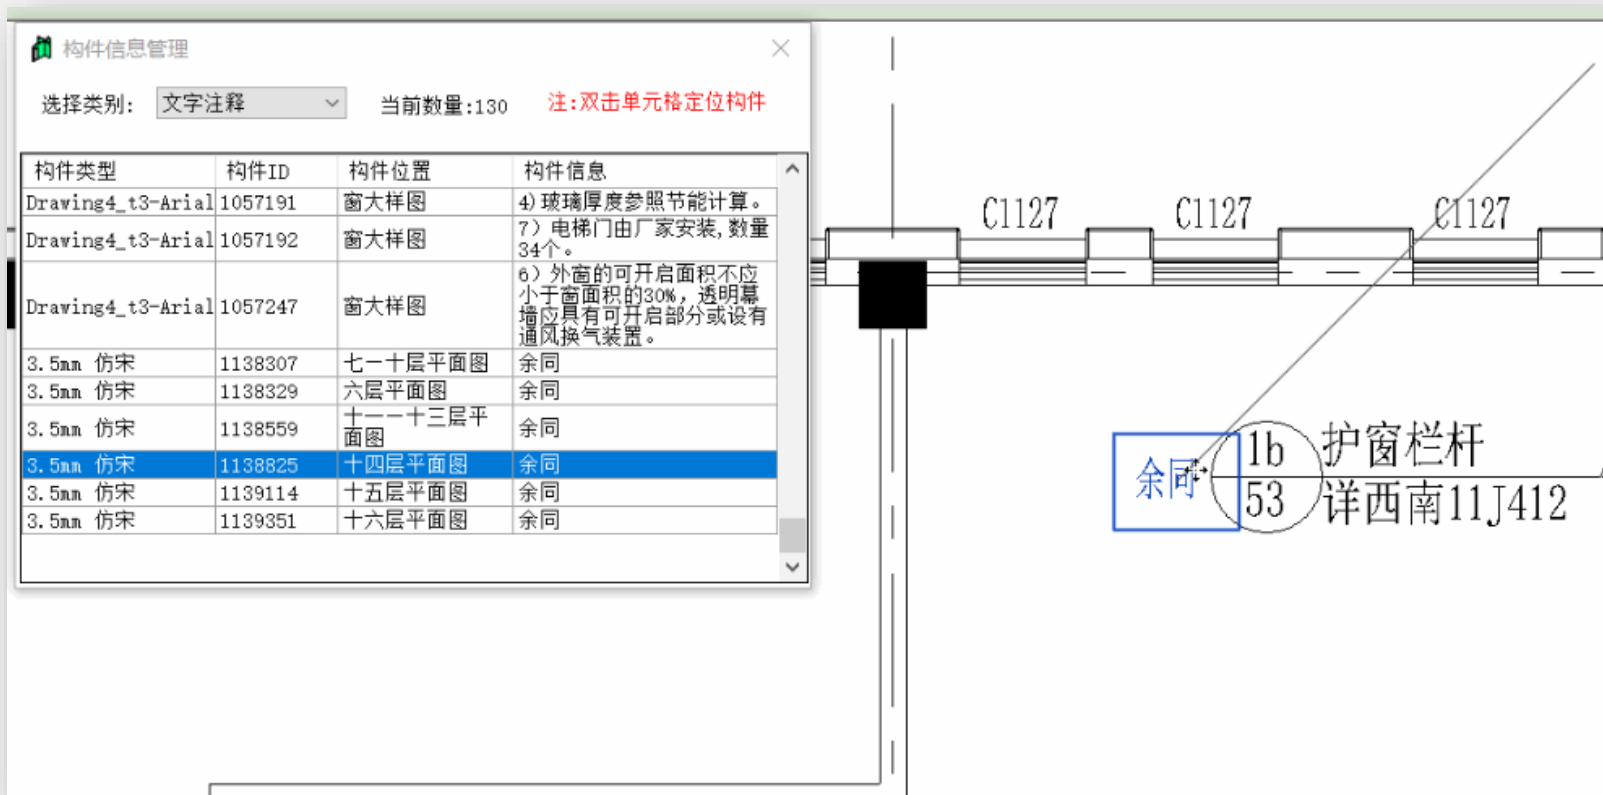 构件信息管理
选择类别: 文字注释 当前数量:130 注:双击单元格定位构件
构件类型 构件ID 构件位置 构件信息
Drawing4_t3-Arial 1057191 窗大样图 4)玻璃厚度参照节能计算。
Drawing4_t3-Arial 1057192 窗大样图 7) 电梯门由厂家安装,数量
34个。
Drawing4_t3-Arial 1057247 窗大样图 6) 外窗的可开启面积不应
小于窗面积的30%，透明幕
墙应具有可开启部分或设有
通风换气装置。
3.5mm 仿宋 1138307 七—十层平面图 余同
3.5mm 仿宋 1138329 六层平面图 余同
3.5mm 仿宋 1138559 十一—十三层平
面图 余同
3.5mm 仿宋 1138825 十四层平面图 余同
3.5mm 仿宋 1139114 十五层平面图 余同
3.5mm 仿宋 1139351 十六层平面图 余同
C1127 C1127 C1127
余同 1b 护窗栏杆
53 详西南11J412